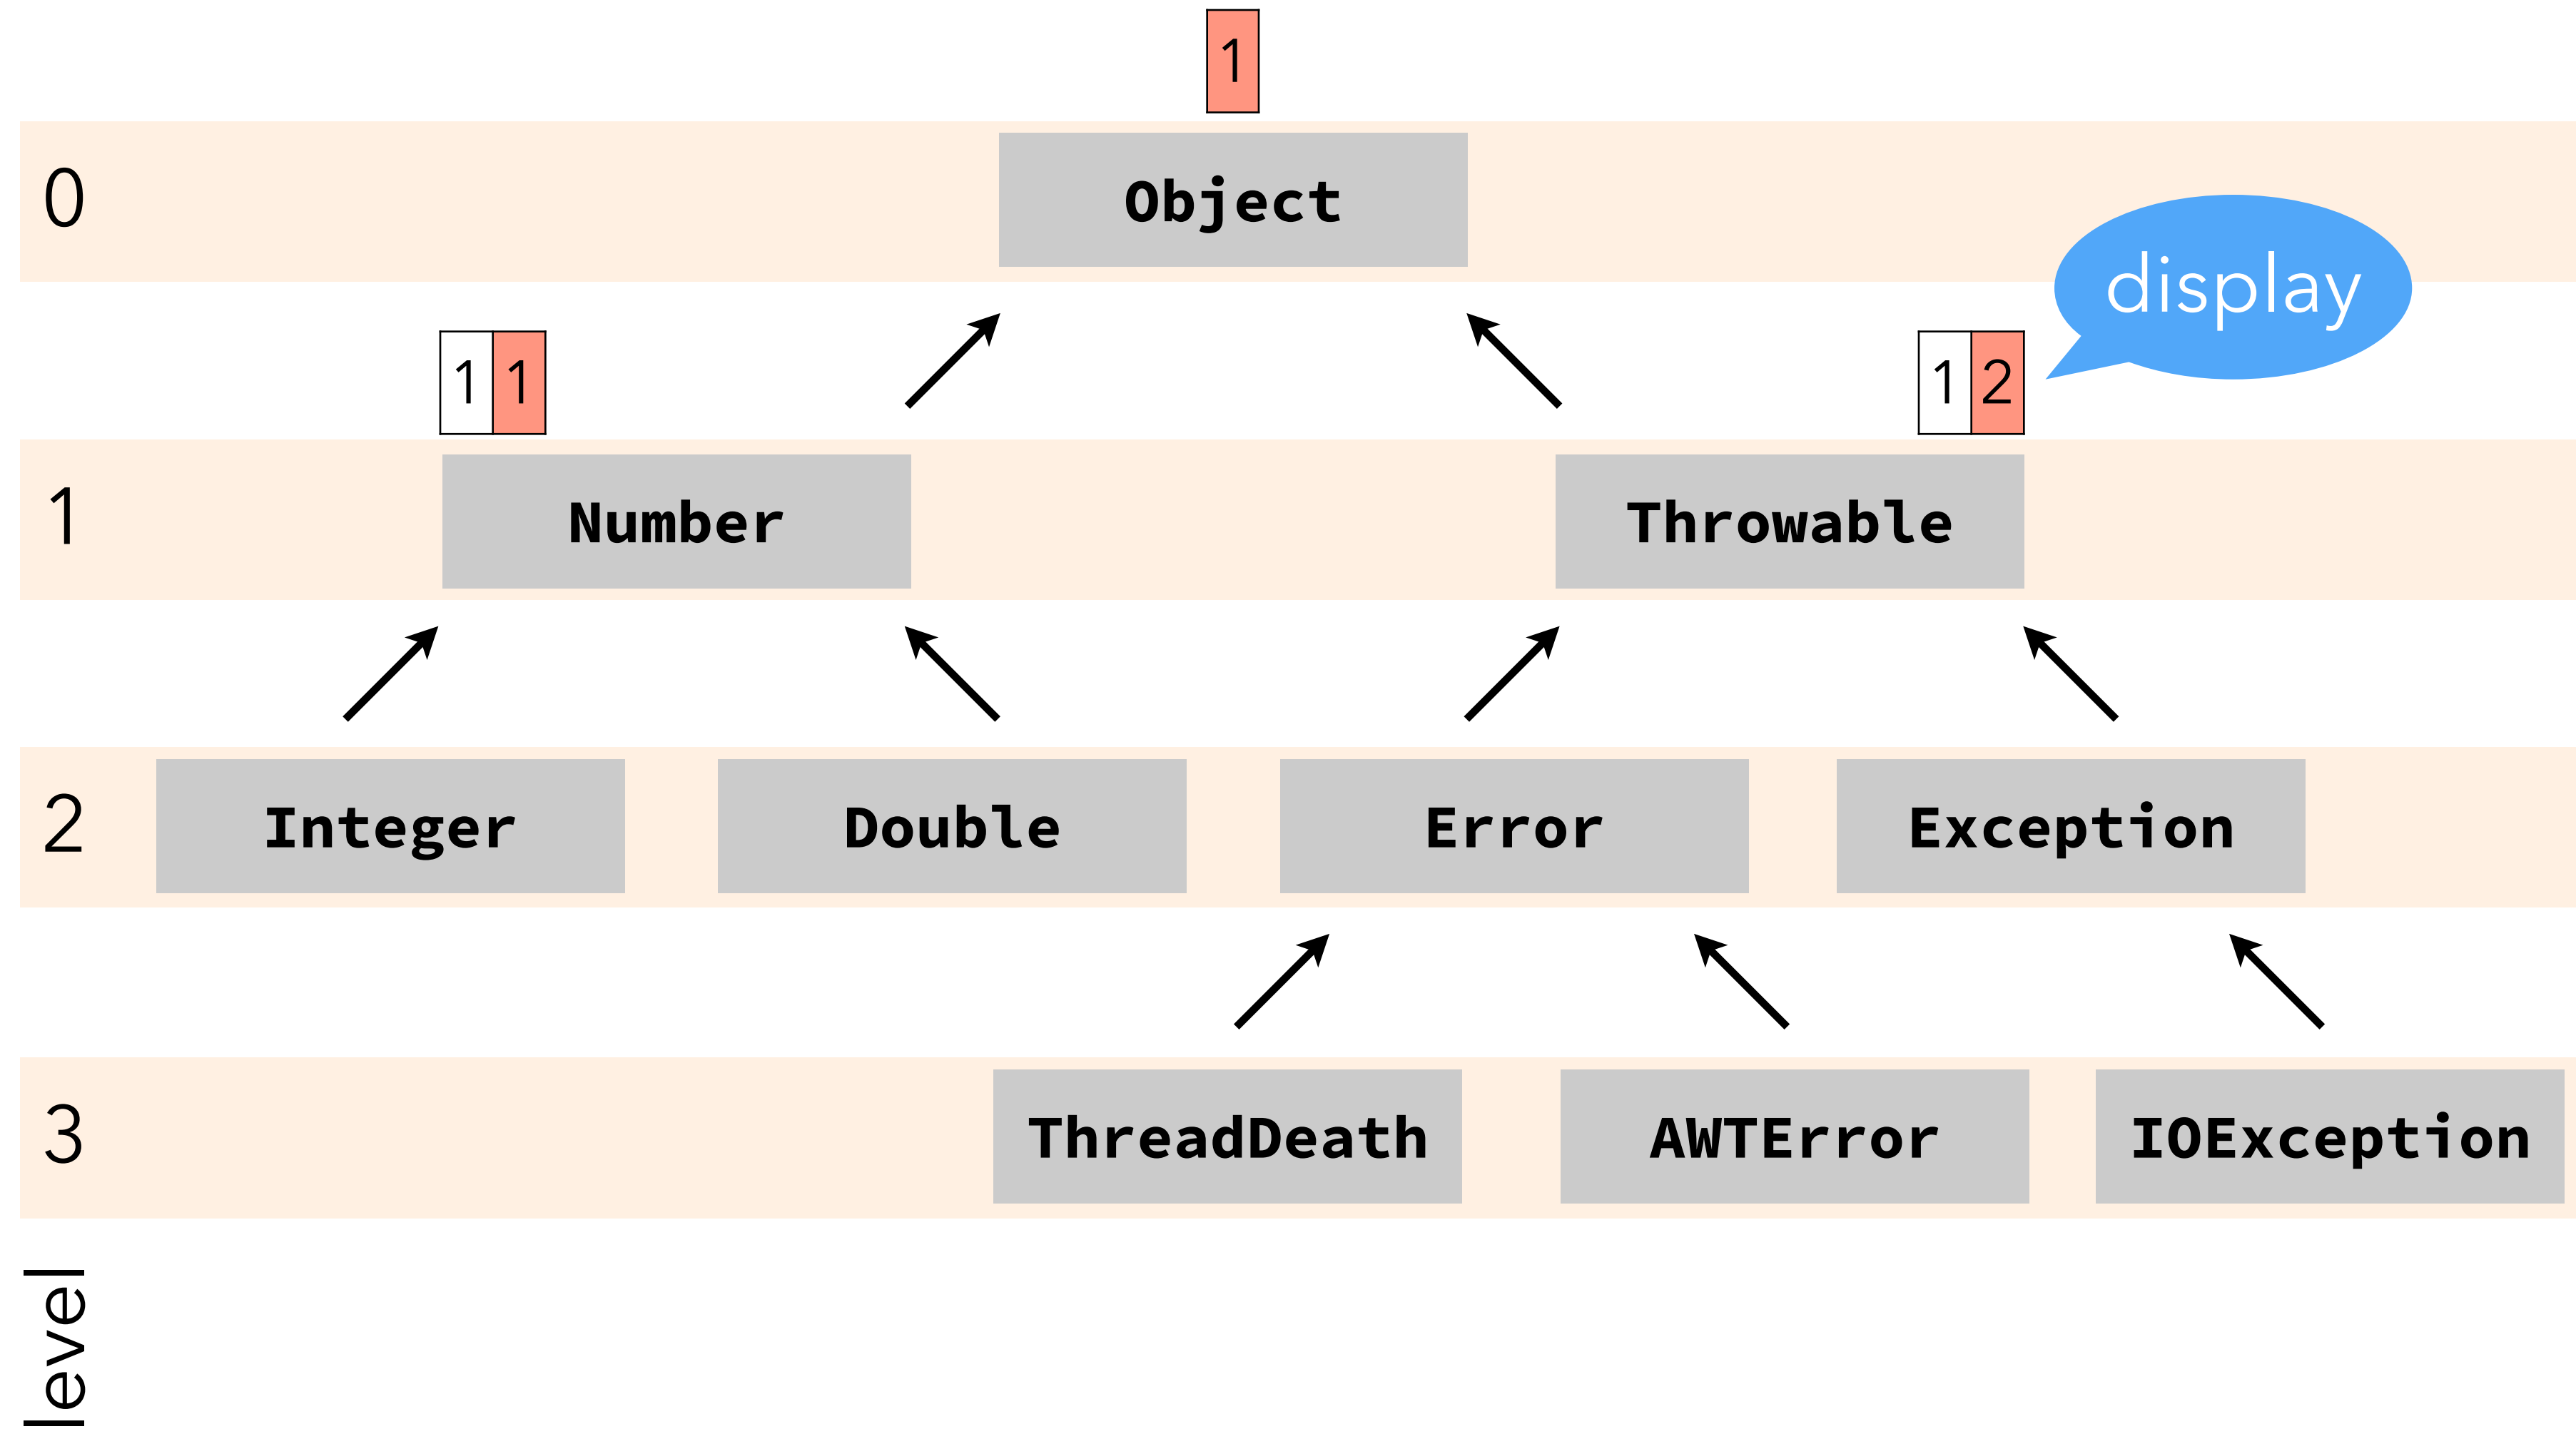 1
0
Object
display
1 1
1 2
1
Number
Throwable
2
Integer
Double
Error
Exception
3
ThreadDeath
AWTError
IOException
level